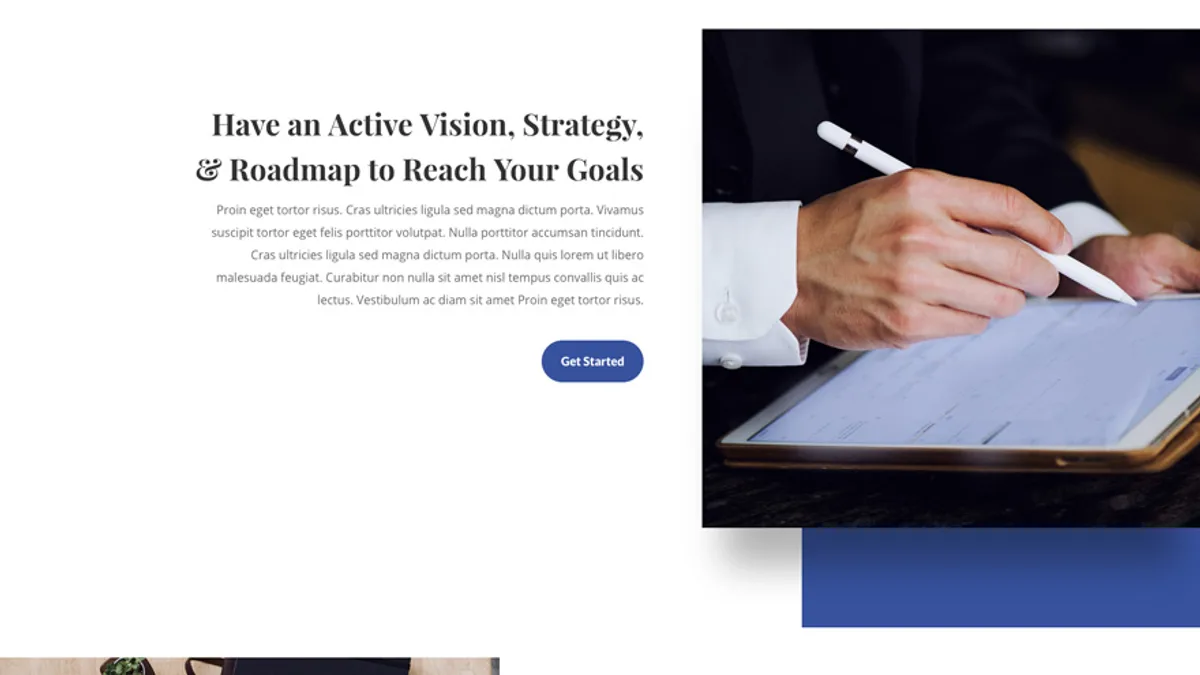 Have an Active Vision, Strategy,
& Roadmap to Reach Your Goals
Proin eget tortor risus. Cras ultricies ligula sed magna dictum porta. Vivamus
suscipit tortor eget felis porttitor volutpat. Nulla porttitor accumsan tincidunt.
Cras ultricies ligula sed magna dictum porta. Nulla quis lorem ut libero
malesuada feugiat. Curabitur non nulla sit amet nisl tempus convallis quis ac
lectus. Vestibulum ac diam sit amet Proin eget tortor risus.
Get Started